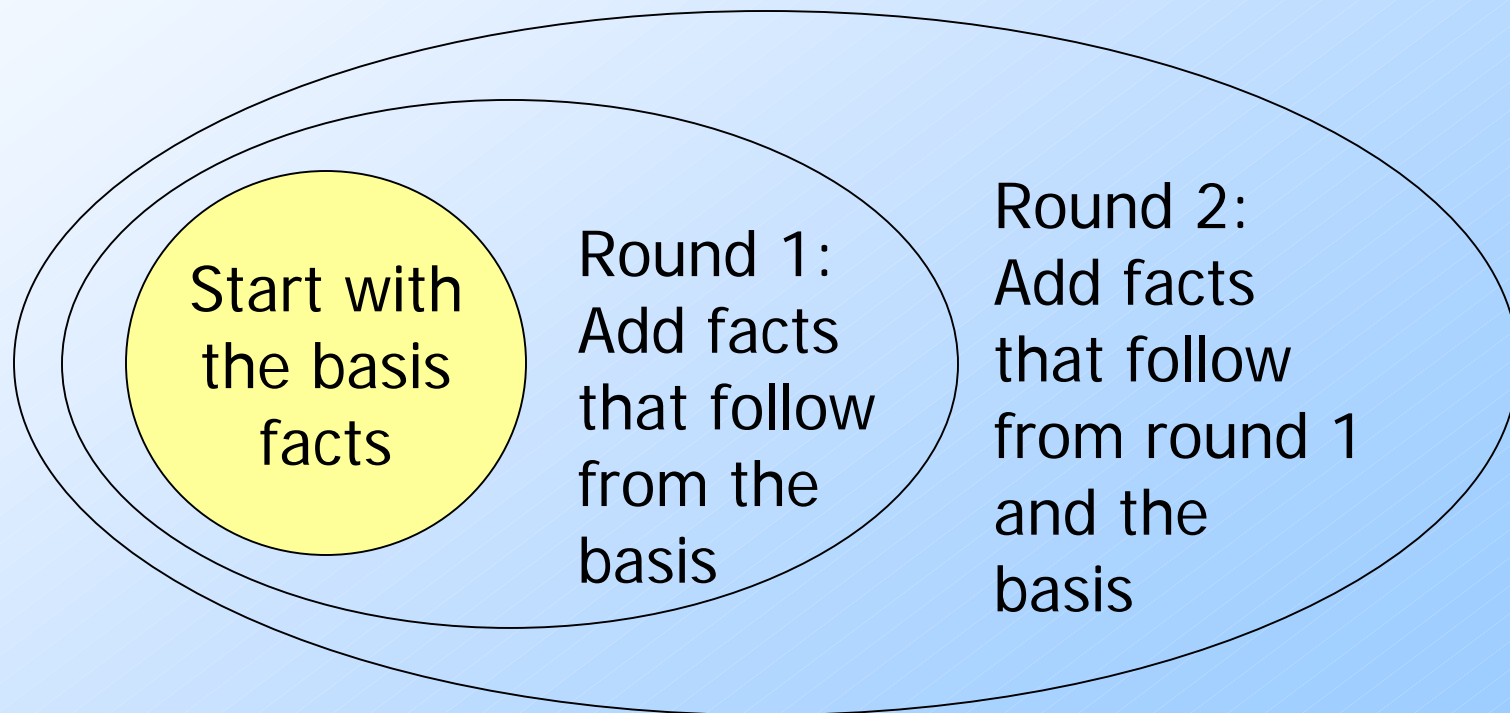 Start with
the basis
facts
Round 1:
Add facts
that follow
from the
basis
Round 2:
Add facts
that follow
from round 1
and the
basis